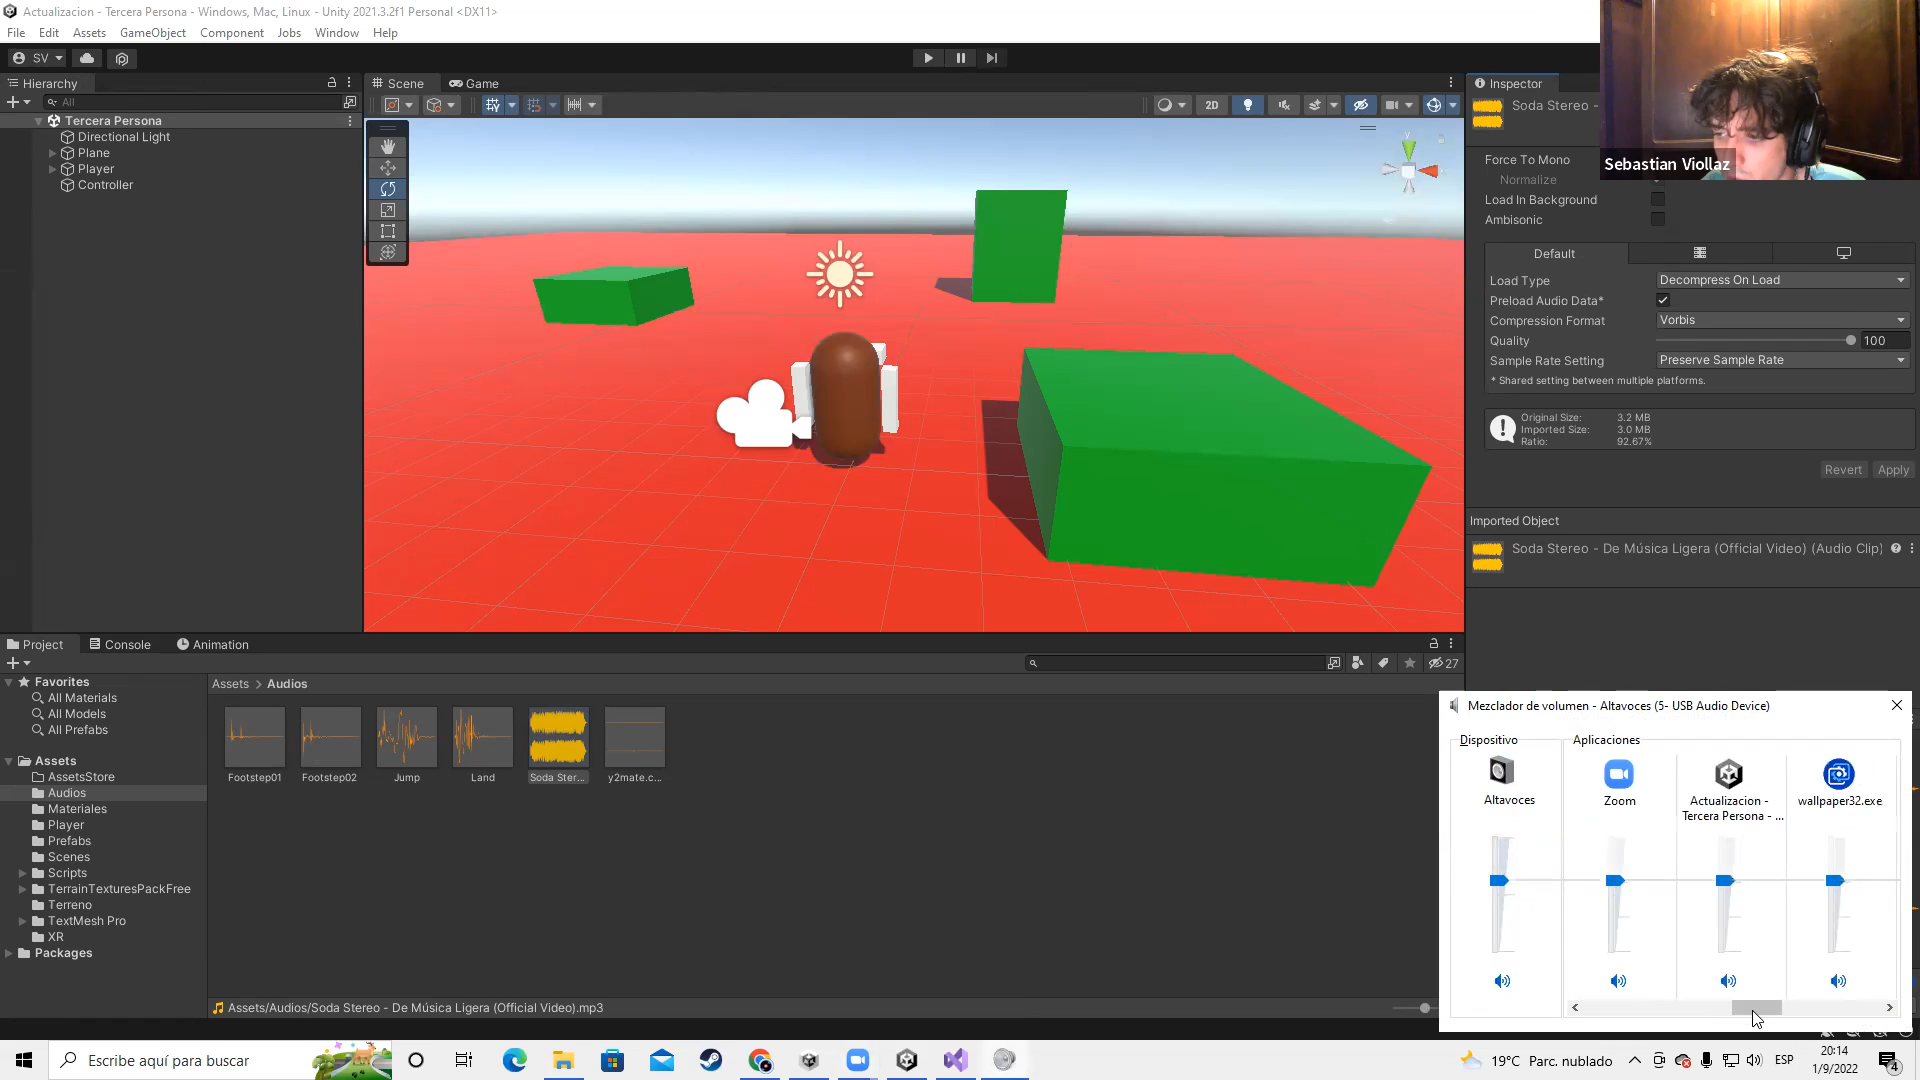 Actualizacion - Tercera Persona - Windows, Mac, Linux - Unity 2021.3.2f1 Personal <DX11>
File Edit Assets GameObject Component Jobs Window Help
SV
Hierarchy
All
Tercera Persona
Directional Light
Plane
Player
Controller
Scene Game
2D
Y
Inspector
Soda Stereo -
Sebastian Viollaz
Force To Mono
Normalize
Load In Background
Ambisonic
Default
Load Type Decompress On Load
Preload Audio Data*
Compression Format Vorbis
Quality 100
Sample Rate Setting Preserve Sample Rate
* Shared setting between multiple platforms.
Original Size: 3.2 MB
Imported Size: 3.0 MB
Ratio: 92.67%
Revert Apply
Imported Object
Soda Stereo - De Música Ligera (Official Video) (Audio Clip)
Project Console Animation
27
Favorites
All Materials
All Models
All Prefabs
Assets
AssetsStore
Audios
Materiales
Player
Prefabs
Scenes
Scripts
TerrainTexturesPackFree
Terreno
TextMesh Pro
XR
Packages
Assets > Audios
Footstep01 Footstep02 Jump Land Soda Ster... y2mate.c...
Assets/Audios/Soda Stereo - De Música Ligera (Official Video).mp3
Mezclador de volumen - Altavoces (5- USB Audio Device)
Dispositivo
Aplicaciones
Altavoces
Zoom
Actualizacion -
Tercera Persona - ...
wallpaper32.exe
Escribe aquí para buscar
19°C Parc. nublado
ESP
20:14
1/9/2022
4